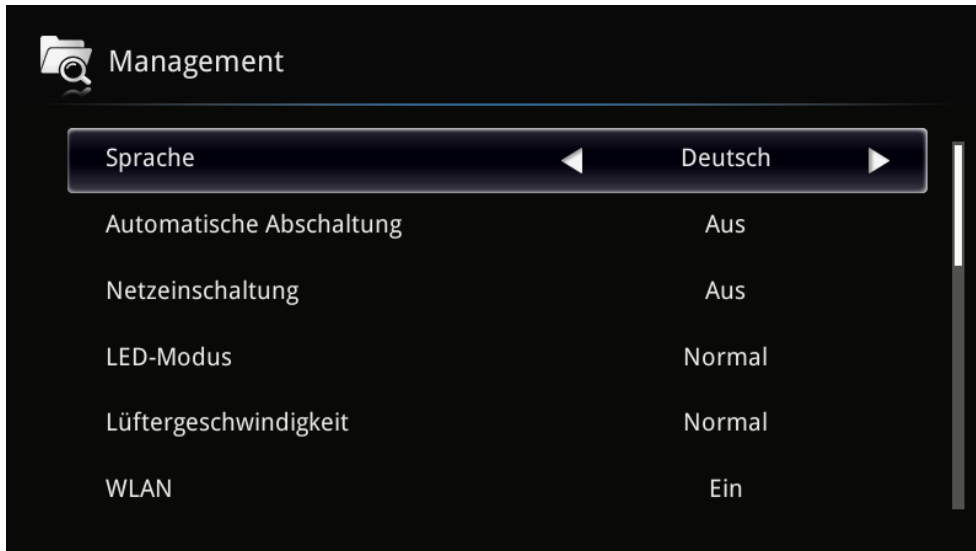 Management
Sprache Deutsch
Automatische Abschaltung Aus
Netzeinschaltung Aus
LED-Modus Normal
Lüftergeschwindigkeit Normal
WLAN Ein